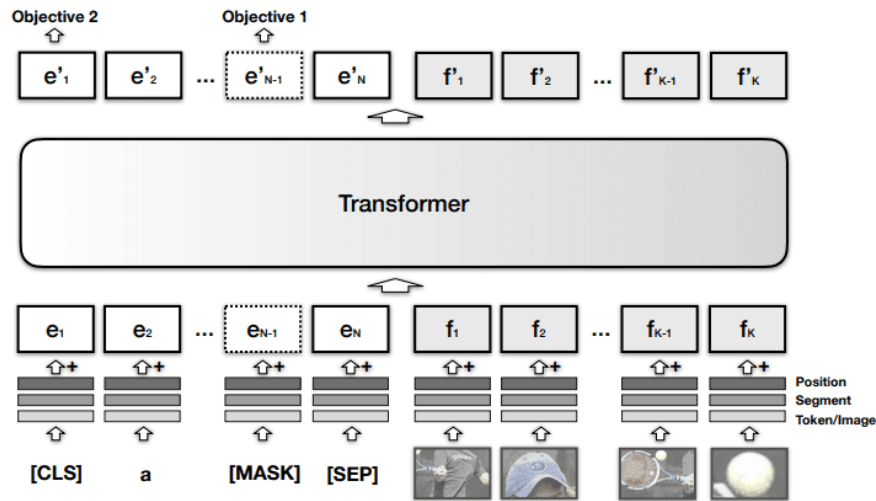 Objective 2 Objective 1
e'1 e'2 ... e'N-1 e'N f'1 f'2 ... f'K-1 f'K
Transformer
e1 e2 ... eN-1 eN f1 f2 ... fK-1 fK
+ + + + + + + +
Position
Segment
Token/Image
[CLS] a [MASK] [SEP]